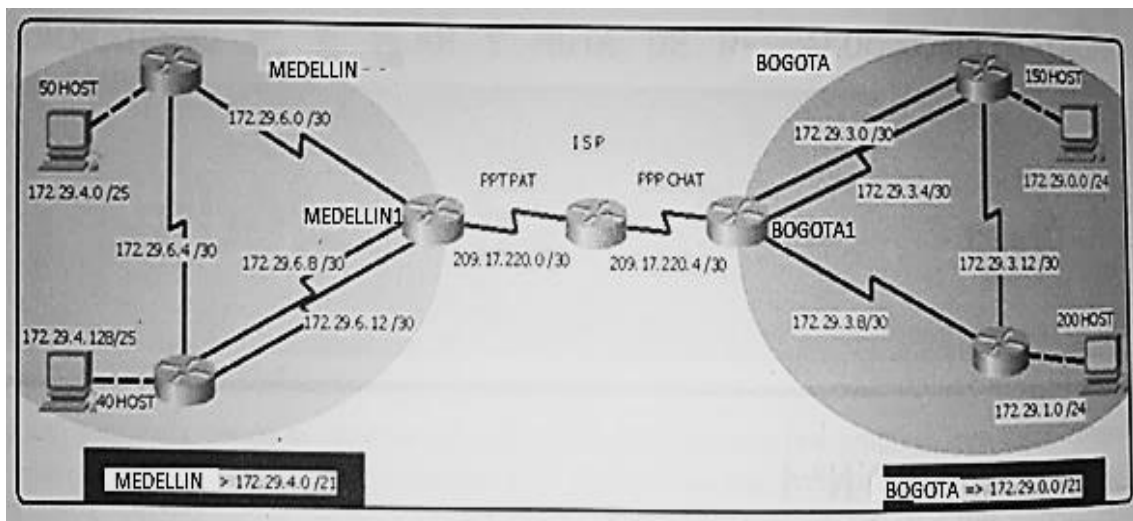 MEDELLIN
50 HOST
172.29.6.0 /30
172.29.4.0 /25
172.29.6.4 /30
MEDELLIN1
172.29.6.8 /30
172.29.6.12 /30
172.29.4.128/25
40 HOST
MEDELLIN > 172.29.4.0 /21
ISP
PPT PAT
PPP CHAT
209.17.220.0 /30
209.17.220.4 /30
BOGOTA
150 HOST
172.29.3.0 /30
172.29.3.4/30
172.29.0.0 /24
BOGOTA1
172.29.3.12 /30
172.29.3.8/30
200 HOST
172.29.1.0 /24
BOGOTA => 172.29.0.0 /21